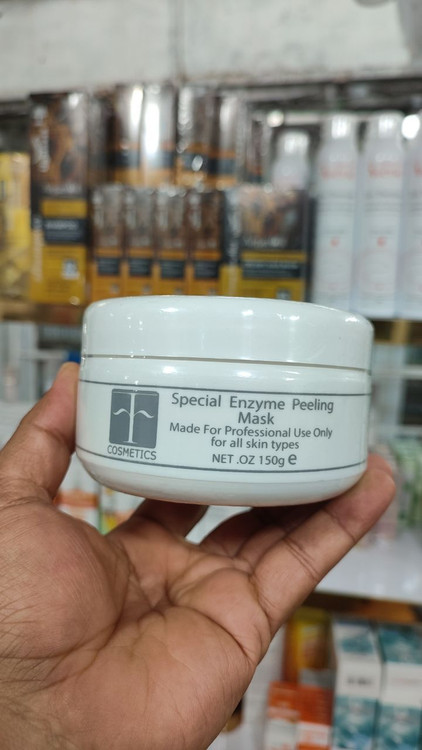 Special Enzyme Peeling
Mask
Made For Professional Use Only
for all skin types
NET .OZ 150g e
COSMETICS